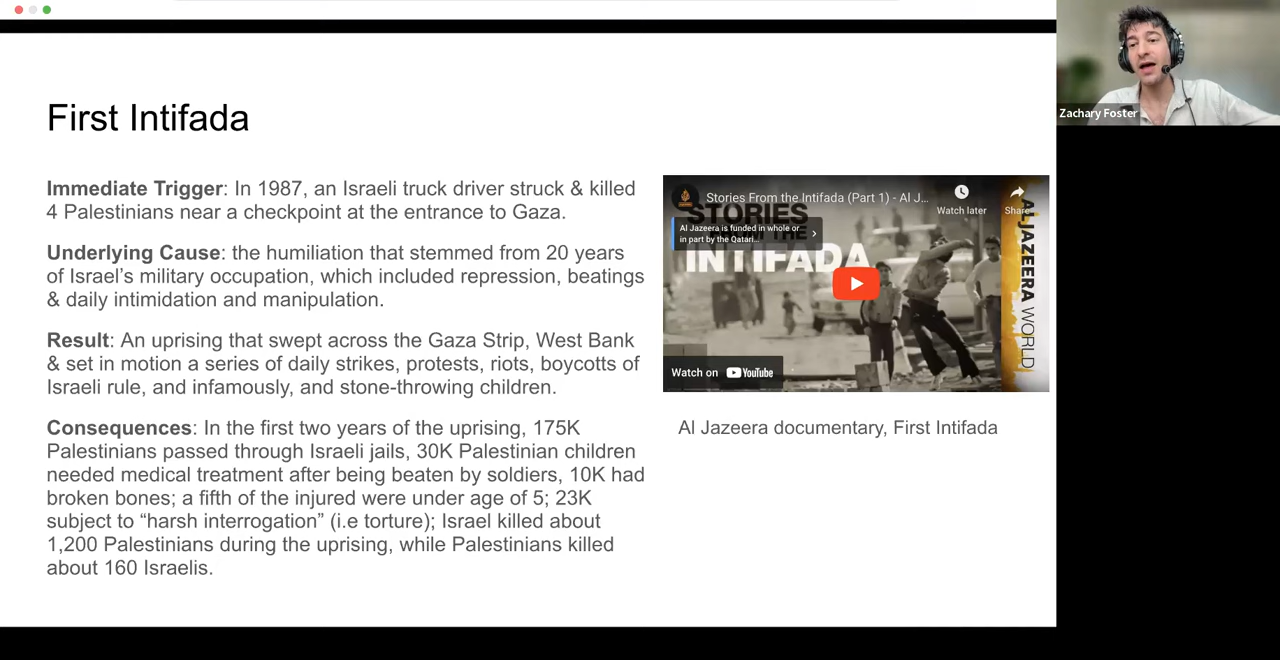 First Intifada
Immediate Trigger: In 1987, an Israeli truck driver struck & killed
4 Palestinians near a checkpoint at the entrance to Gaza.
Underlying Cause: the humiliation that stemmed from 20 years
of Israel's military occupation, which included repression, beatings
& daily intimidation and manipulation.
Result: An uprising that swept across the Gaza Strip, West Bank
& set in motion a series of daily strikes, protests, riots, boycotts of
Israeli rule, and infamously, and stone-throwing children.
Consequences: In the first two years of the uprising, 175K
Palestinians passed through Israeli jails, 30K Palestinian children
needed medical treatment after being beaten by soldiers, 10K had
broken bones; a fifth of the injured were under age of 5; 23K
subject to “harsh interrogation” (i.e torture); Israel killed about
1,200 Palestinians during the uprising, while Palestinians killed
about 160 Israelis.
Stories From the Intifada (Part 1) - Al J...
Watch later
Share
STORIES
FROM THE
INTIFADA
Al Jazeera is funded in whole or
in part by the Qatari...
AL JAZEERA WORLD
Watch on YouTube
Al Jazeera documentary, First Intifada
Zachary Foster